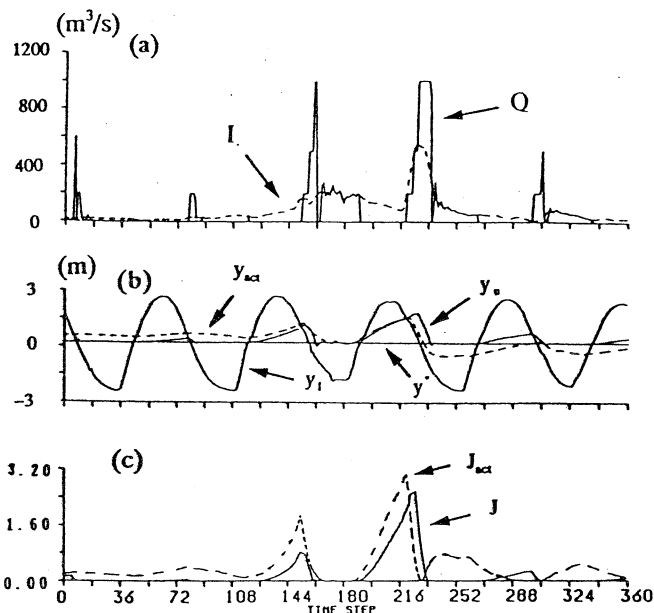 (m³/s)
(a)
1200
800
400
0
I
Q
(m)
(b)
3
0
-3
y_act
y_u
y_l
y*
(c)
3.20
1.60
0.00
J_act
J
0 36 72 108 144 180 216 252 288 324 360
TIME STEP